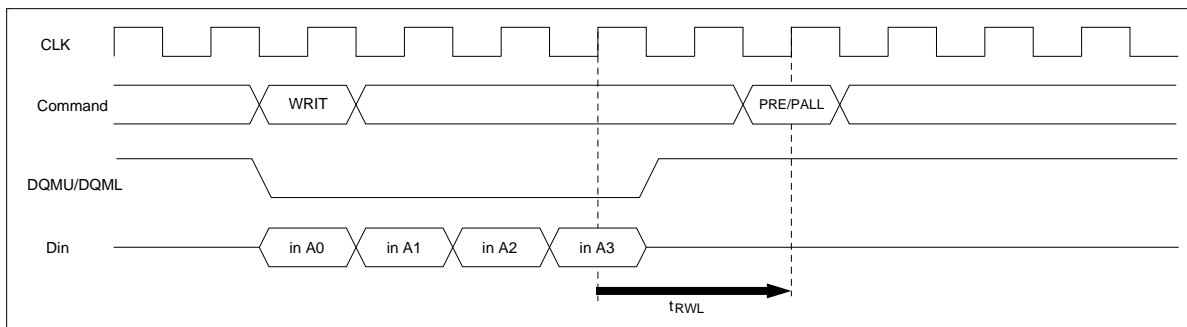 CLK
Command
WRIT
PRE/PALL
DQMU/DQML
Din
in A0
in A1
in A2
in A3
tRWL